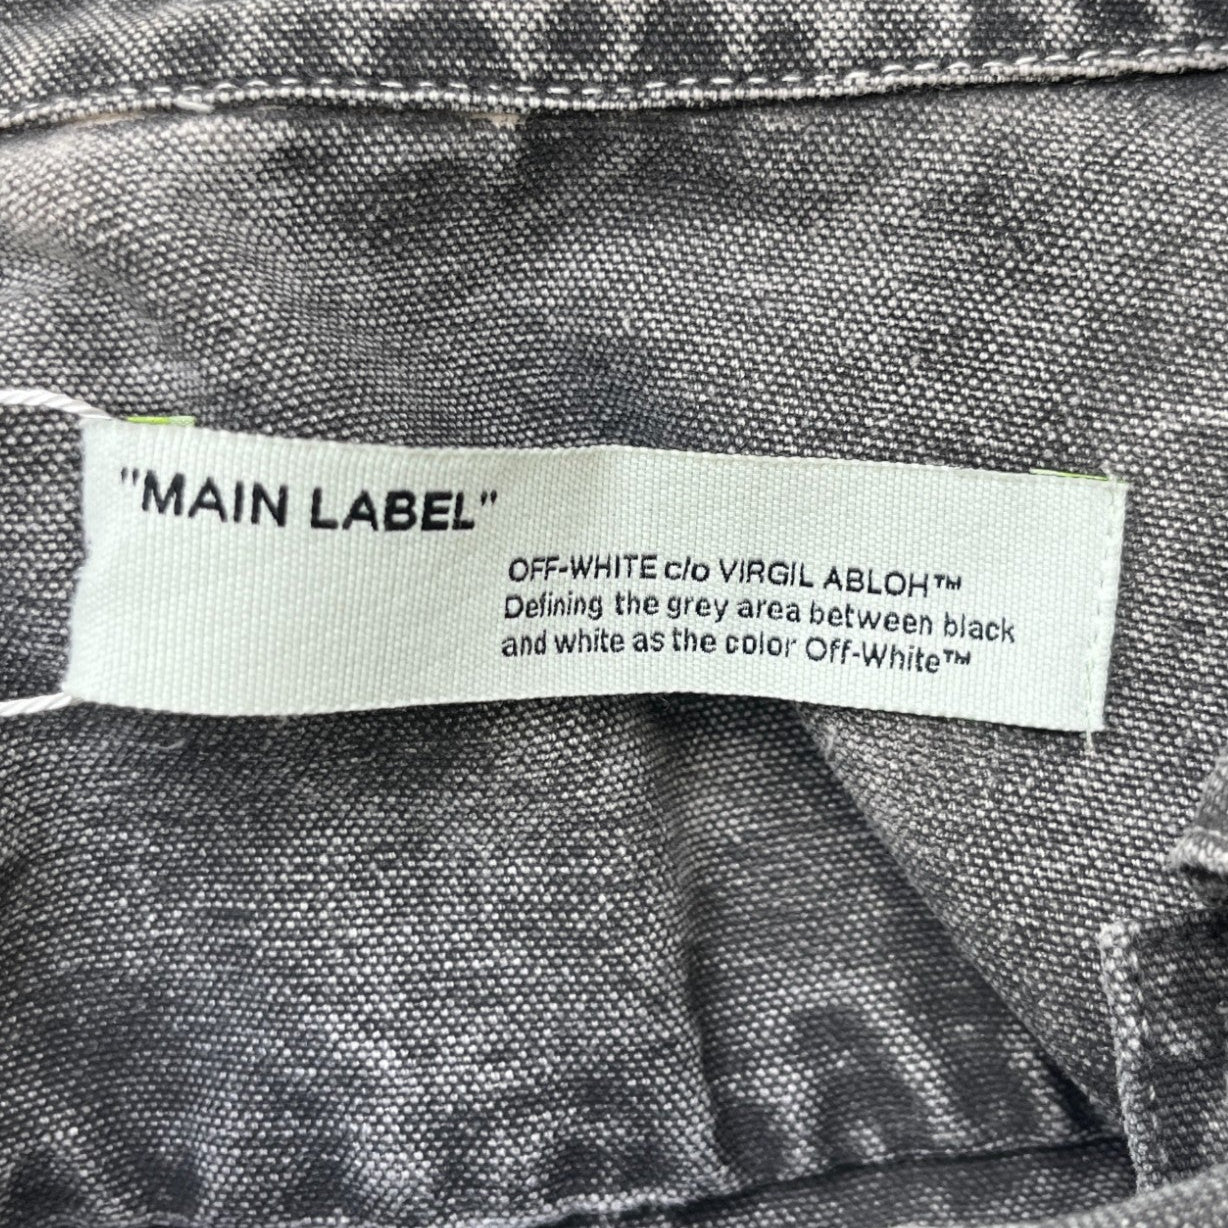 "MAIN LABEL"
OFF-WHITE c/o VIRGIL ABLOH™
Defining the grey area between black
and white as the color Off-White™